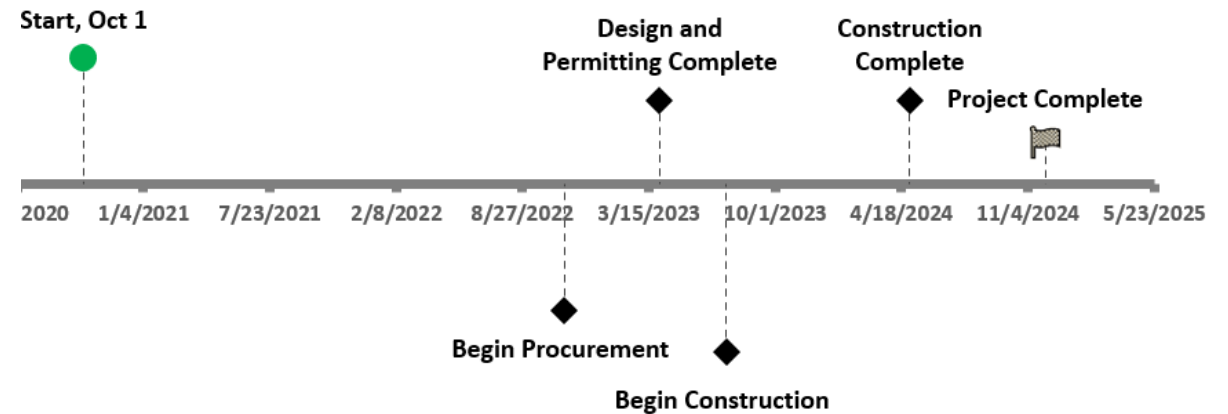 Start, Oct 1
Design and
Permitting Complete
Construction
Complete
Project Complete
2020 1/4/2021 7/23/2021 2/8/2022 8/27/2022 3/15/2023 10/1/2023 4/18/2024 11/4/2024 5/23/2025
Begin Procurement
Begin Construction